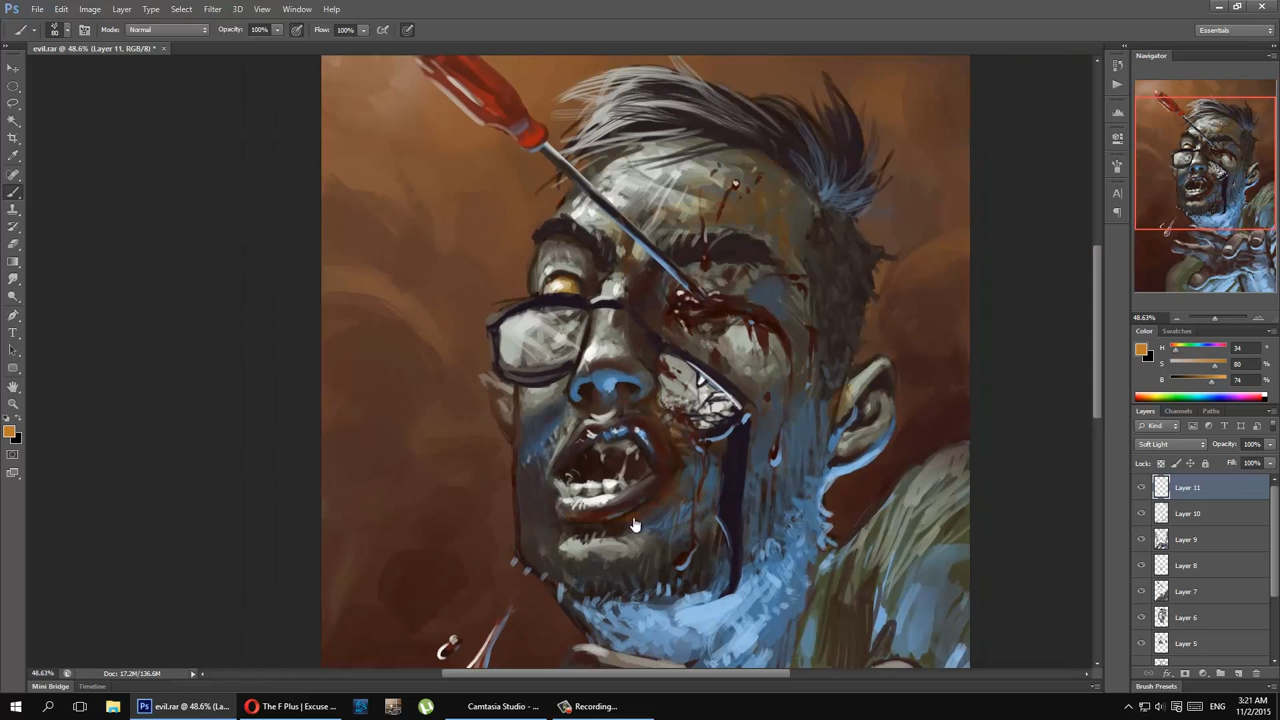 Ps File Edit Image Layer Type Select Filter 3D View Window Help
80 Mode: Normal Opacity: 100% Flow: 100% Essentials
evil.rar @ 48.6% (Layer 11, RGB/8) * ×
Navigator
48.63%
Color Swatches
H 34 °
S 80 %
B 74 %
Layers Channels Paths
Kind
Soft Light Opacity: 100%
Lock: Fill: 100%
Layer 11
Layer 10
Layer 9
Layer 8
Layer 7
Layer 6
Layer 5
48.63% Doc: 17.2M/136.6M
Mini Bridge Timeline Brush Presets
Ps evil.rar @ 48.6% (La... The F Plus | Excuse ... Camtasia Studio - ... Recording... 3:21 AM
11/2/2015